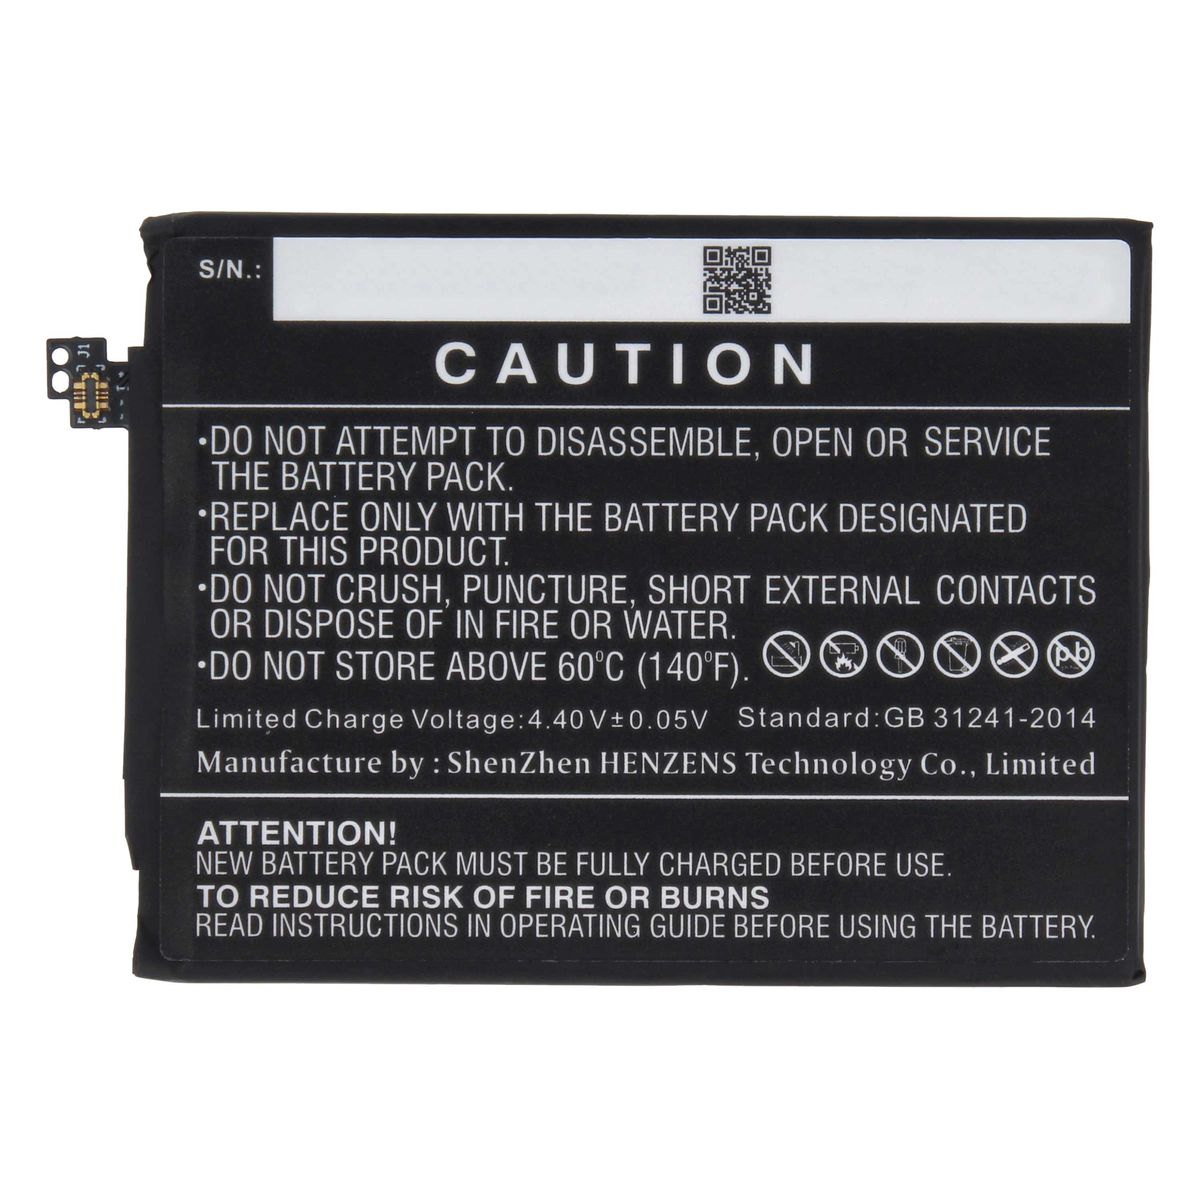 S/N.:
CAUTION
•DO NOT ATTEMPT TO DISASSEMBLE, OPEN OR SERVICE
THE BATTERY PACK.
•REPLACE ONLY WITH THE BATTERY PACK DESIGNATED
FOR THIS PRODUCT.
•DO NOT CRUSH, PUNCTURE, SHORT EXTERNAL CONTACTS
OR DISPOSE OF IN FIRE OR WATER.
•DO NOT STORE ABOVE 60°C (140°F).
Pb
Limited Charge Voltage:4.40V±0.05V Standard:GB 31241-2014
Manufacture by : ShenZhen HENZENS Technology Co., Limited
ATTENTION!
NEW BATTERY PACK MUST BE FULLY CHARGED BEFORE USE.
TO REDUCE RISK OF FIRE OR BURNS
READ INSTRUCTIONS IN OPERATING GUIDE BEFORE USING THE BATTERY.
J1